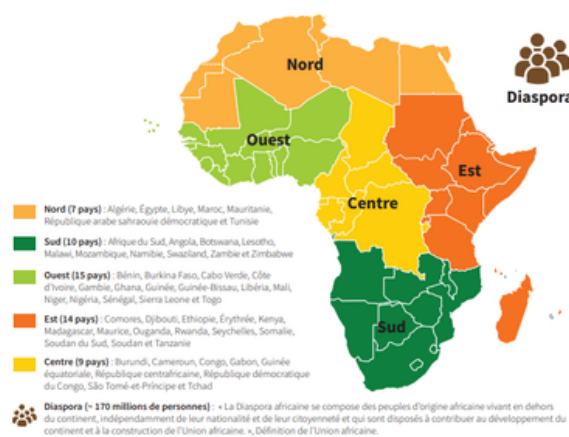 Nord
Diaspora
Ouest
Est
Centre
Sud
Nord (7 pays) : Algérie, Égypte, Libye, Maroc, Mauritanie,
République arabe sahraouie démocratique et Tunisie
Sud (10 pays) : Afrique du Sud, Angola, Botswana, Lesotho,
Malawi, Mozambique, Namibie, Swaziland, Zambie et Zimbabwe
Ouest (15 pays) : Bénin, Burkina Faso, Cabo Verde, Côte
d'Ivoire, Gambie, Ghana, Guinée, Guinée-Bissau, Libéria, Mali,
Niger, Nigéria, Sénégal, Sierra Leone et Togo
Est (14 pays) : Comores, Djibouti, Ethiopie, Érythrée, Kenya,
Madagascar, Maurice, Ouganda, Rwanda, Seychelles, Somalie,
Soudan du Sud, Soudan et Tanzanie
Centre (9 pays) : Burundi, Cameroun, Congo, Gabon, Guinée
équatoriale, République centrafricaine, République démocratique
du Congo, São Tomé-et-Príncipe et Tchad
Diaspora (~ 170 millions de personnes) : « La Diaspora africaine se compose des peuples d'origine africaine vivant en dehors
du continent, indépendamment de leur nationalité et de leur citoyenneté et qui sont disposés à contribuer au développement du
continent et à la construction de l'Union africaine. », Définition de l'Union africaine.